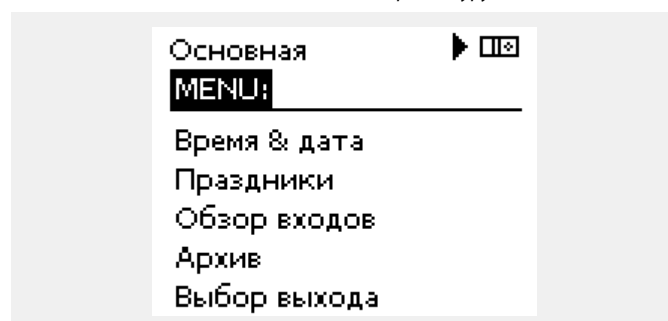 Основная
MENU:
Время & дата
Праздники
Обзор входов
Архив
Выбор выхода